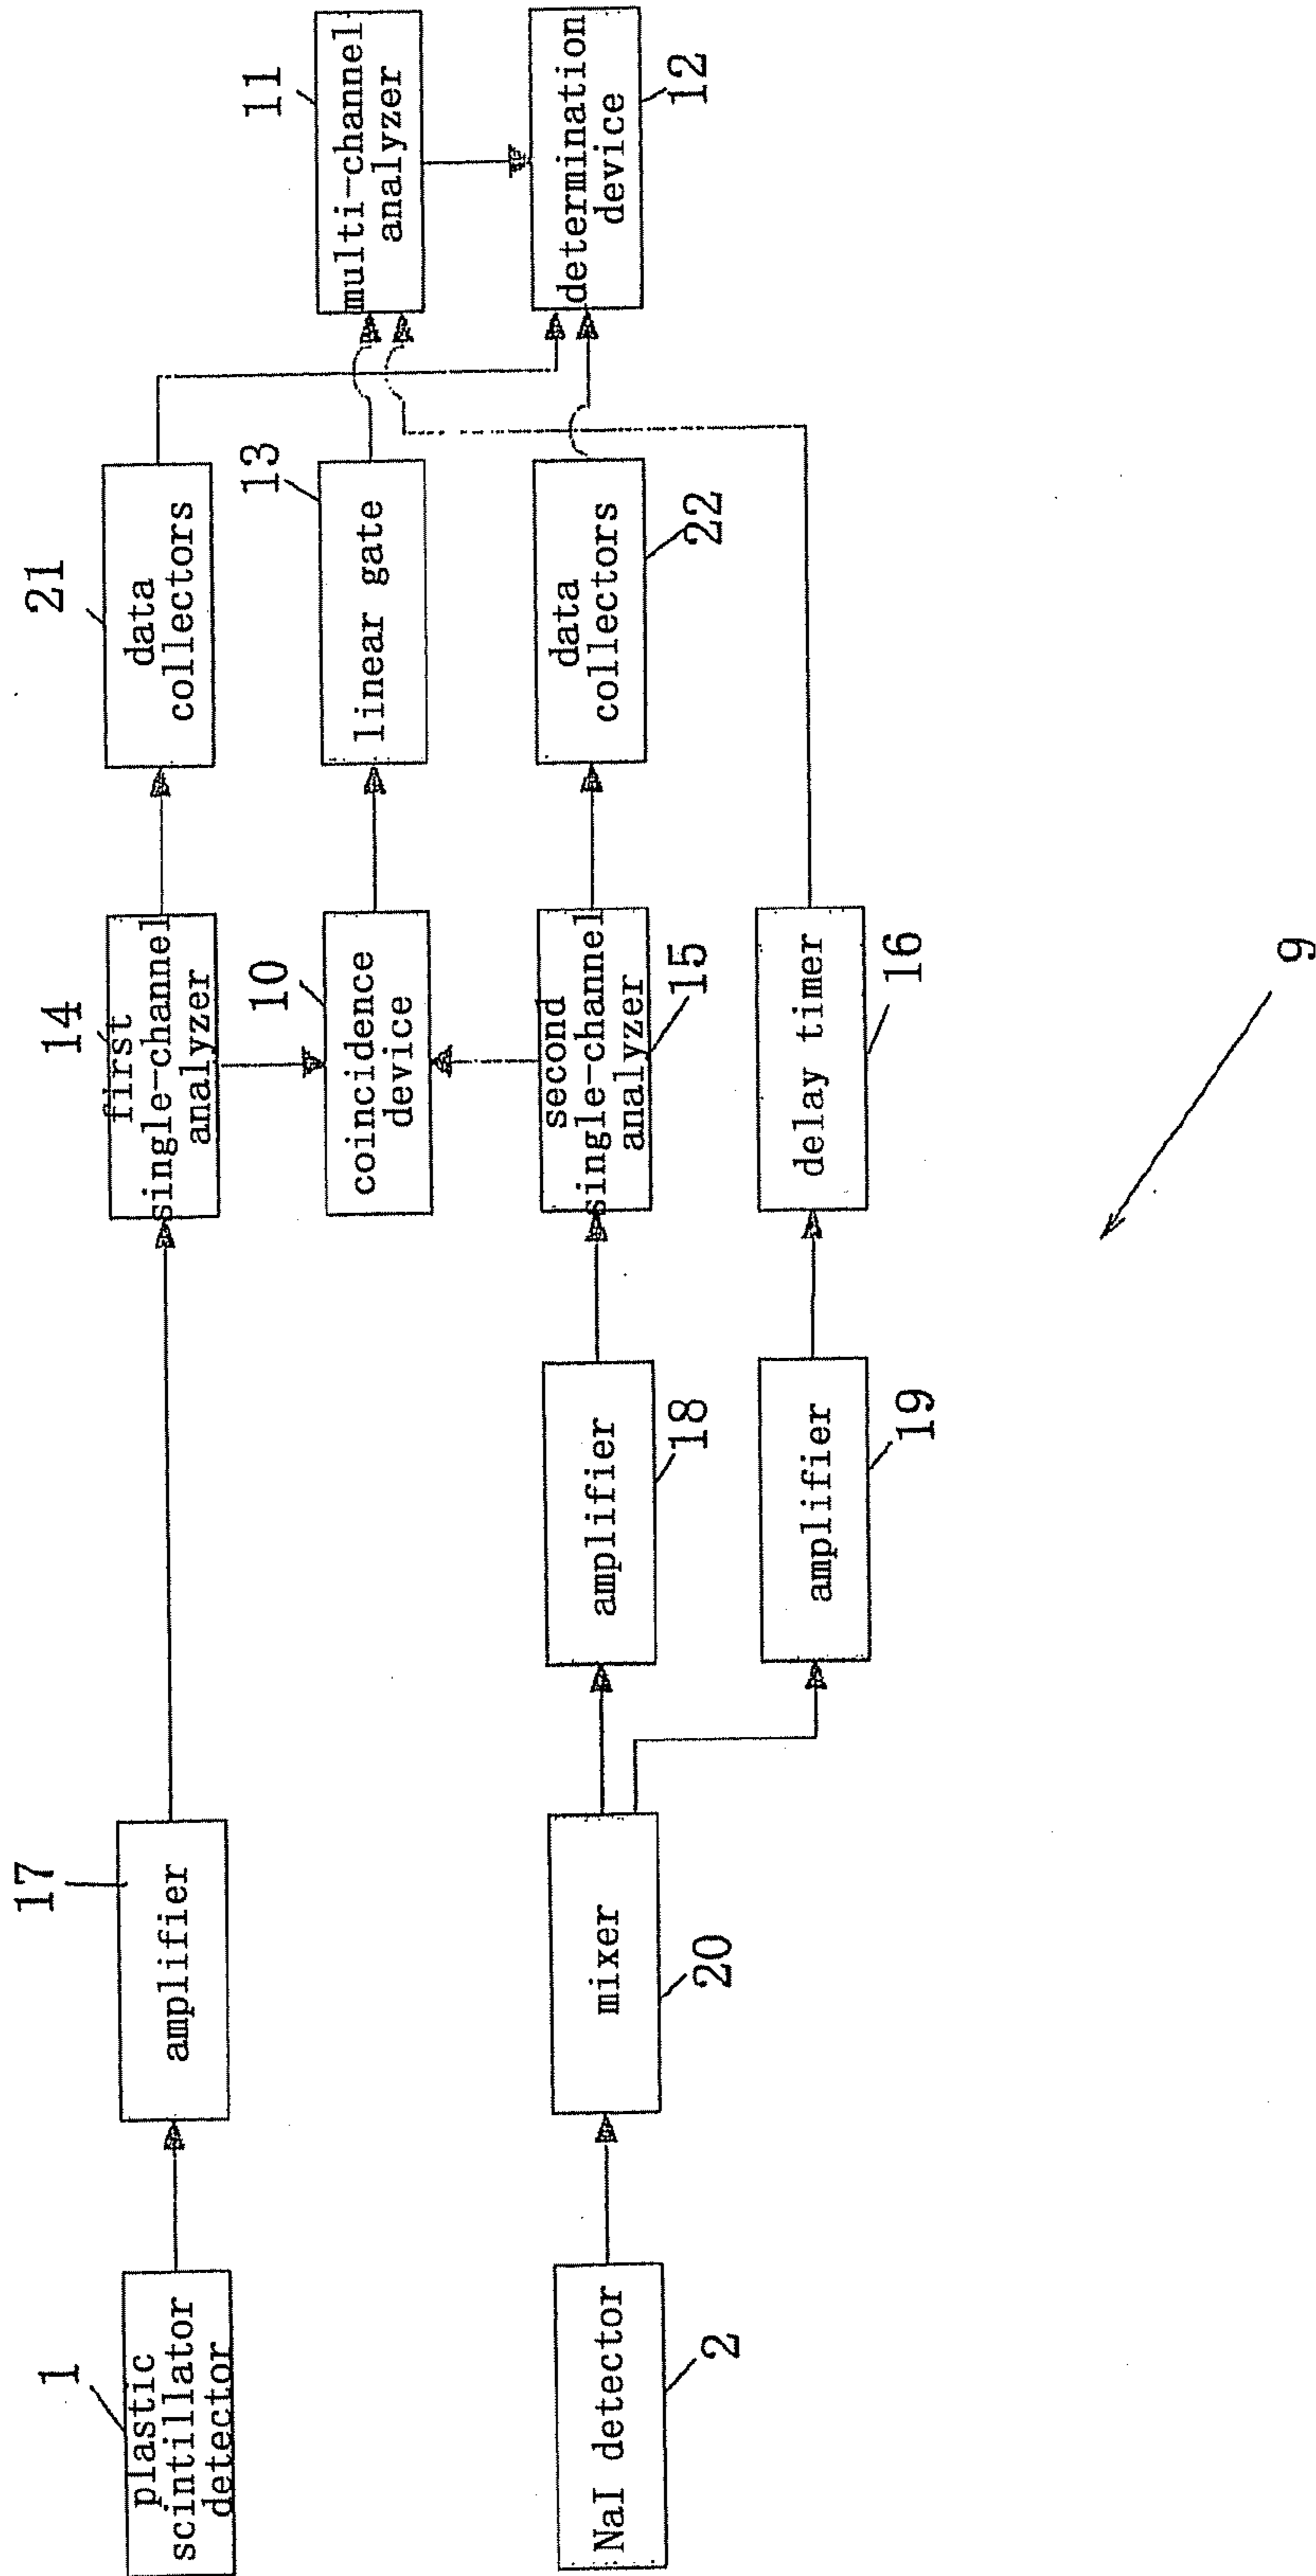 1
plastic
scintillator
detector
17
amplifier
14
first
single-channel
analyzer
21
data
collectors
10
coincidence
device
13
linear gate
11
multi-channel
analyzer
2
NaI detector
20
mixer
18
amplifier
15
second
single-channel
analyzer
22
data
collectors
12
determination
device
19
amplifier
16
delay timer
9